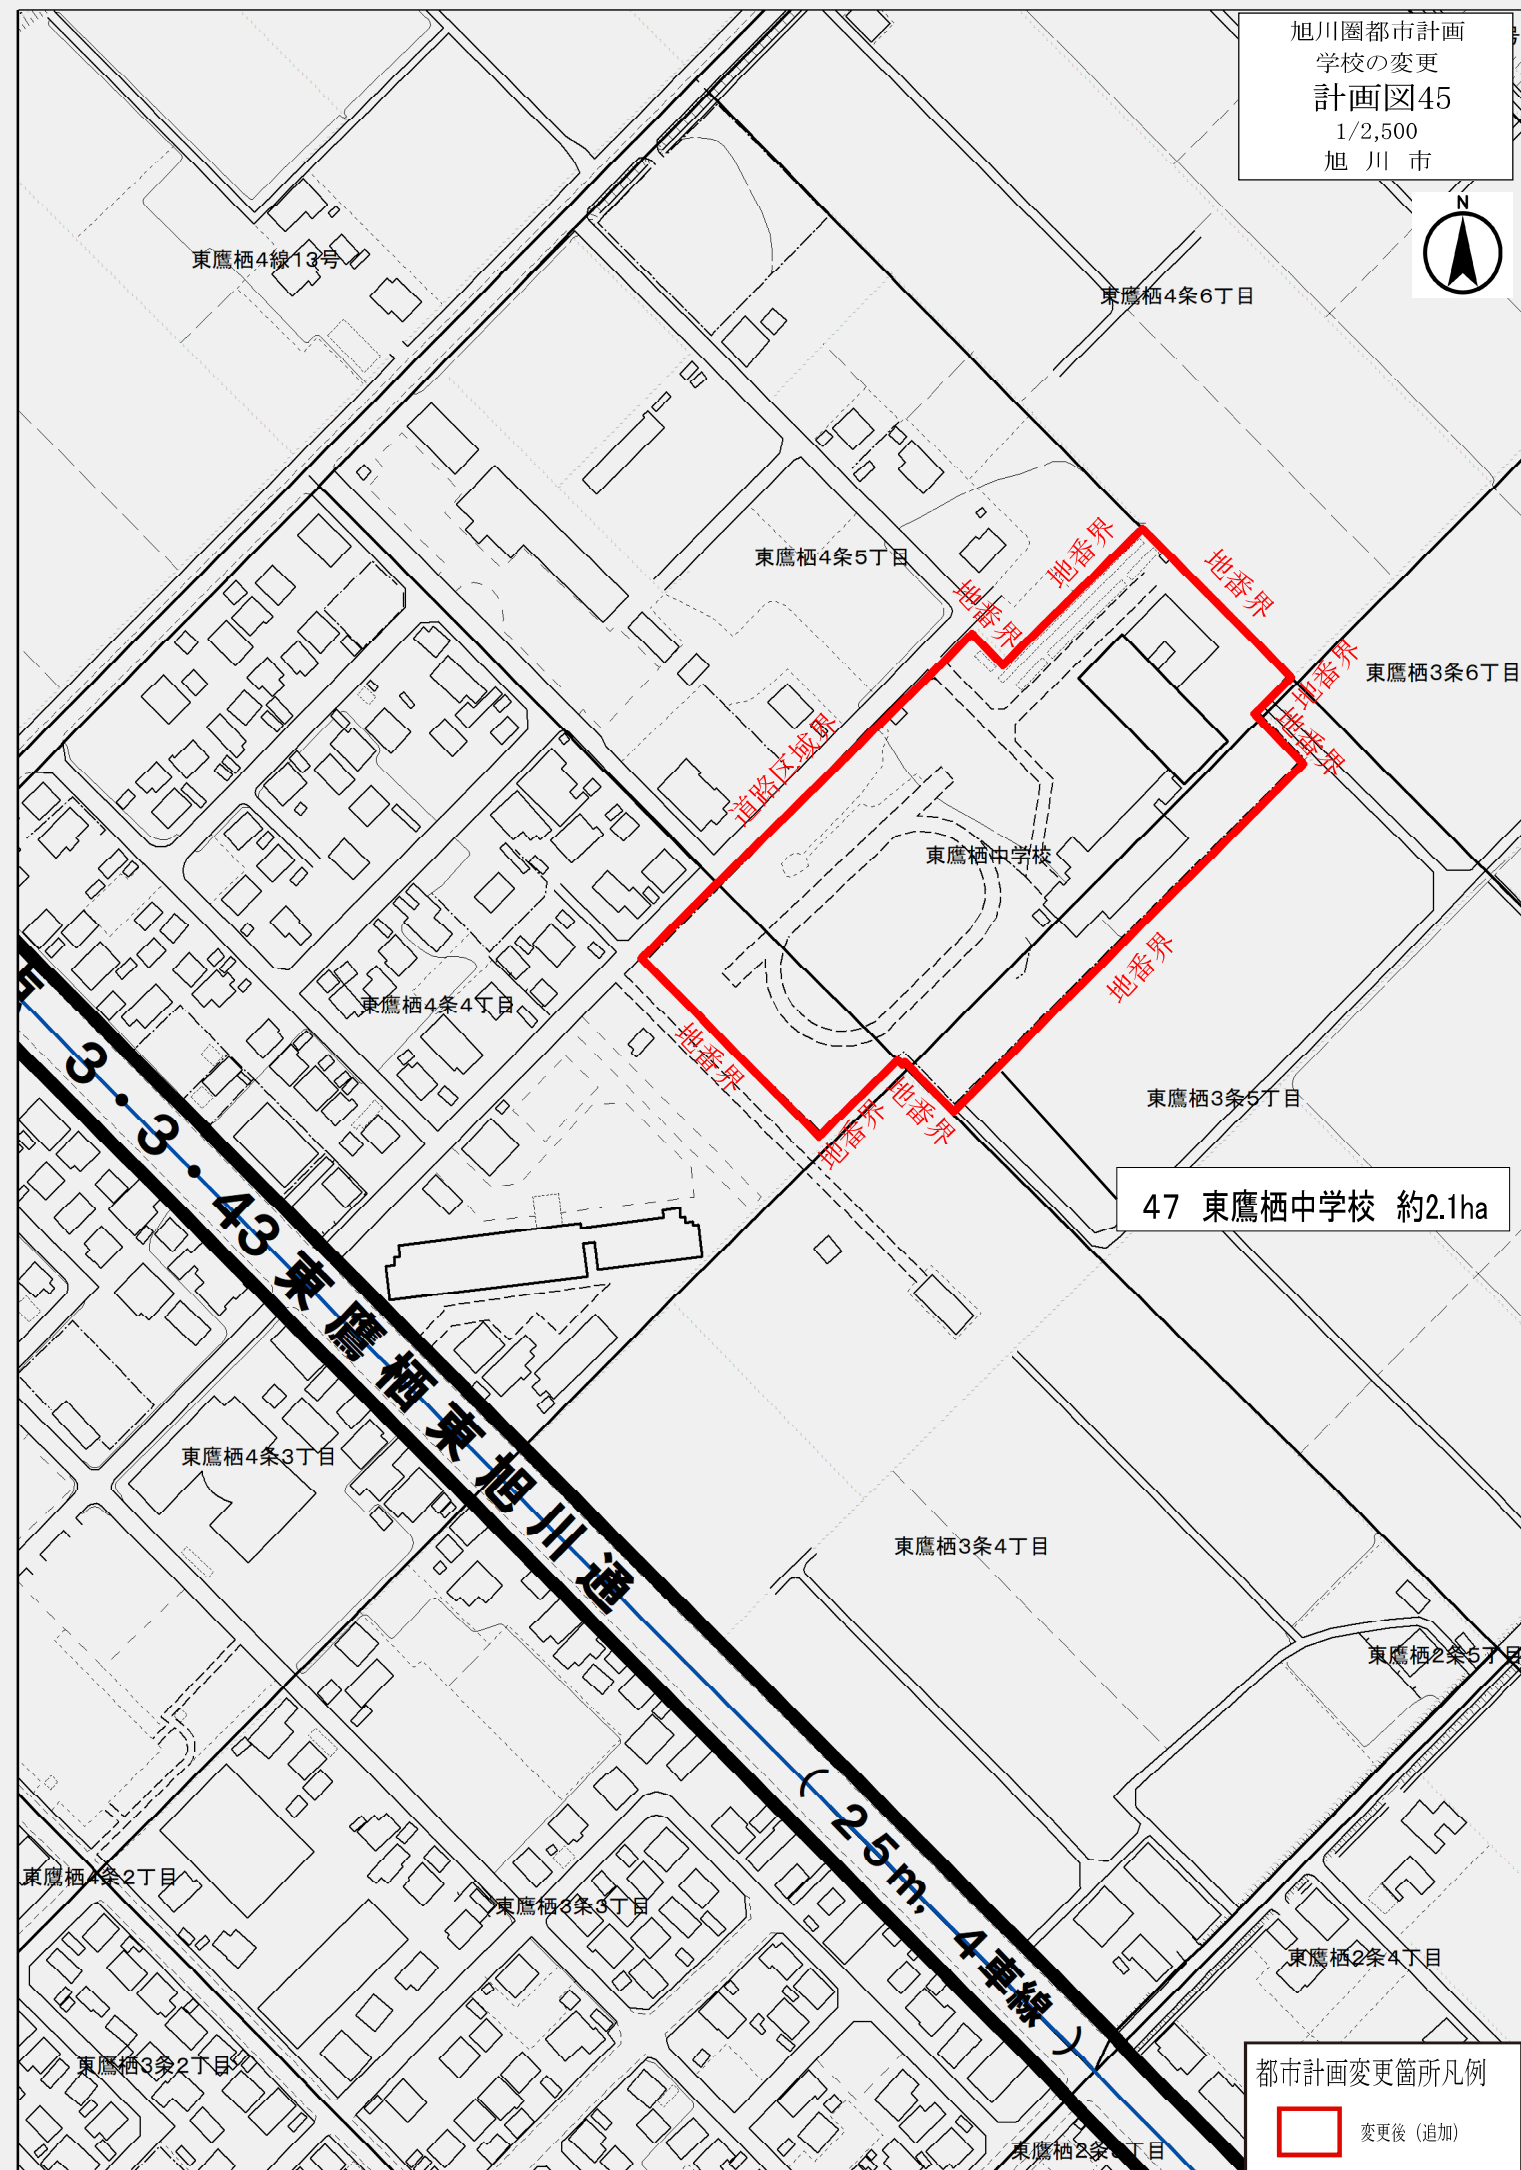 旭川圏都市計画
学校の変更
計画図45
1/2,500
旭川市
N
東鷹栖4線13号
東鷹栖4条6丁目
東鷹栖4条5丁目
地番界
地番界
地番界
地番界
東鷹栖3条6丁目
地番界
道路区域界
東鷹栖中学校
地番界
東鷹栖4条4丁目
地番界
地番界
地番界
東鷹栖3条5丁目
47 東鷹栖中学校 約2.1ha
3・3・43東鷹栖東旭川通
(25m, 4車線)
東鷹栖4条3丁目
東鷹栖3条4丁目
東鷹栖2条5丁目
東鷹栖4条2丁目
東鷹栖3条3丁目
東鷹栖2条4丁目
東鷹栖3条2丁目
都市計画変更箇所凡例
変更後（追加）